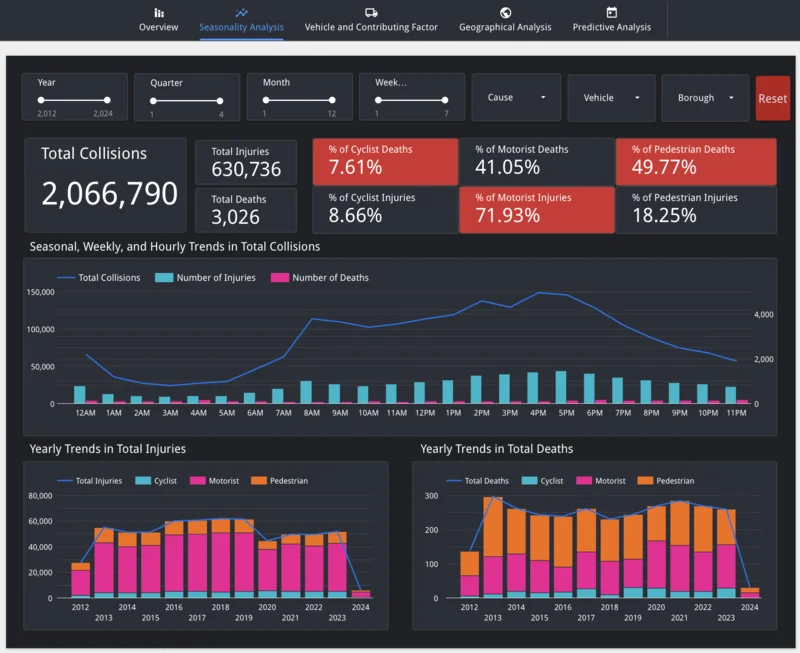 Overview
Seasonality Analysis
Vehicle and Contributing Factor
Geographical Analysis
Predictive Analysis
Year
2,012 2,024
Quarter
1 4
Month
1 12
Week...
1 7
Cause
Vehicle
Borough
Reset
Total Collisions
2,066,790
Total Injuries
630,736
Total Deaths
3,026
% of Cyclist Deaths
7.61%
% of Motorist Deaths
41.05%
% of Pedestrian Deaths
49.77%
% of Cyclist Injuries
8.66%
% of Motorist Injuries
71.93%
% of Pedestrian Injuries
18.25%
Seasonal, Weekly, and Hourly Trends in Total Collisions
Total Collisions Number of Injuries Number of Deaths
150,000
100,000
50,000
0
4,000
2,000
0
12AM 1AM 2AM 3AM 4AM 5AM 6AM 7AM 8AM 9AM 10AM 11AM 12PM 1PM 2PM 3PM 4PM 5PM 6PM 7PM 8PM 9PM 10PM 11PM
Yearly Trends in Total Injuries
Total Injuries Cyclist Motorist Pedestrian
80,000
60,000
40,000
20,000
0
2012 2014 2016 2018 2020 2022 2024
2013 2015 2017 2019 2021 2023
Yearly Trends in Total Deaths
Total Deaths Cyclist Motorist Pedestrian
300
200
100
0
2012 2014 2016 2018 2020 2022 2024
2013 2015 2017 2019 2021 2023